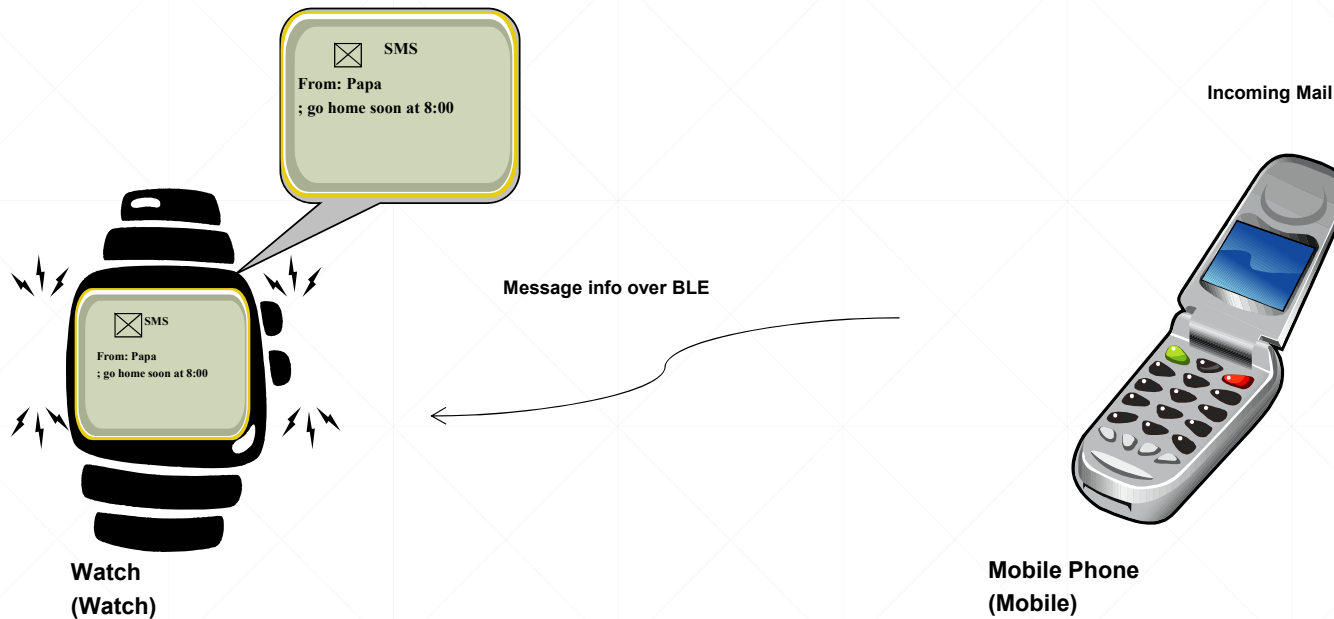 SMS
From: Papa
; go home soon at 8:00
Incoming Mail
Message info over BLE
SMS
From: Papa
; go home soon at 8:00
Watch
(Watch)
Mobile Phone
(Mobile)